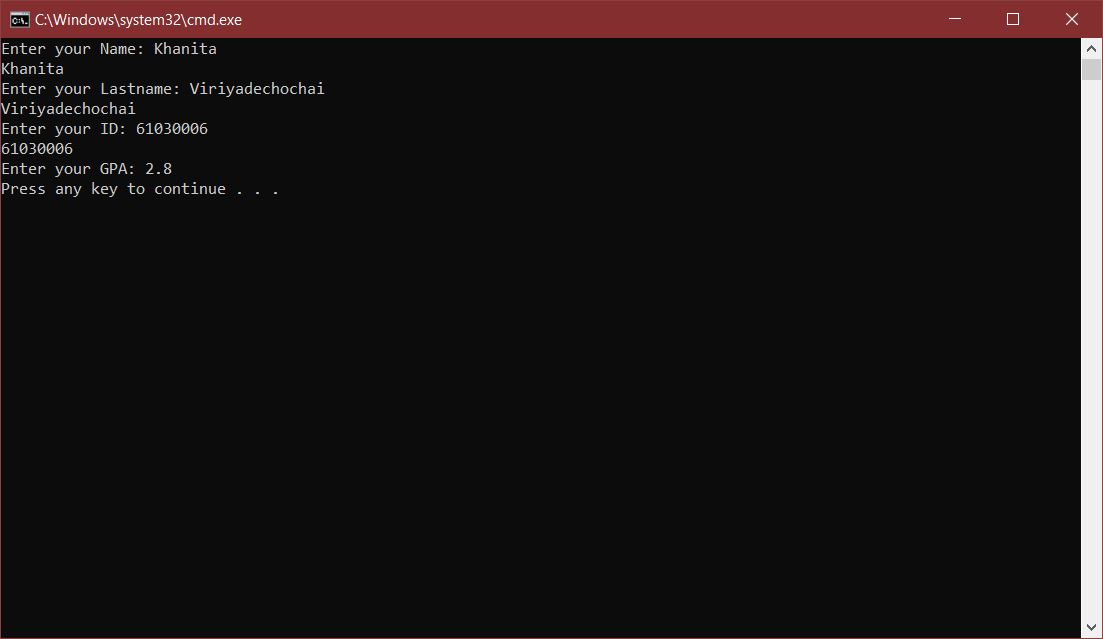 C:\Windows\system32\cmd.exe
Enter your Name: Khanita
Khanita
Enter your Lastname: Viriyadechochai
Viriyadechochai
Enter your ID: 61030006
61030006
Enter your GPA: 2.8
Press any key to continue . . .